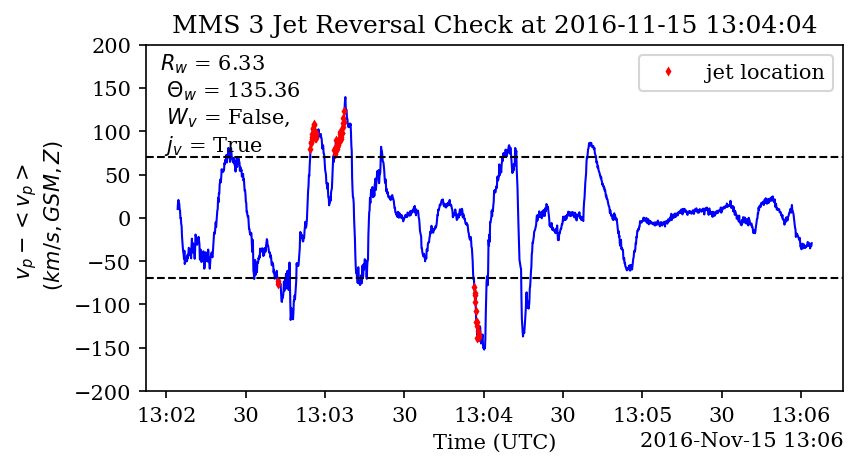 MMS 3 Jet Reversal Check at 2016-11-15 13:04:04
R_w = 6.33
Θ_w = 135.36
W_v = False,
j_v = True
jet location
v_p − < v_p >
(km/s, GSM, Z)
200
150
100
50
0
−50
−100
−150
−200
13:02 30 13:03 30 13:04 30 13:05 30 13:06
Time (UTC)
2016-Nov-15 13:06